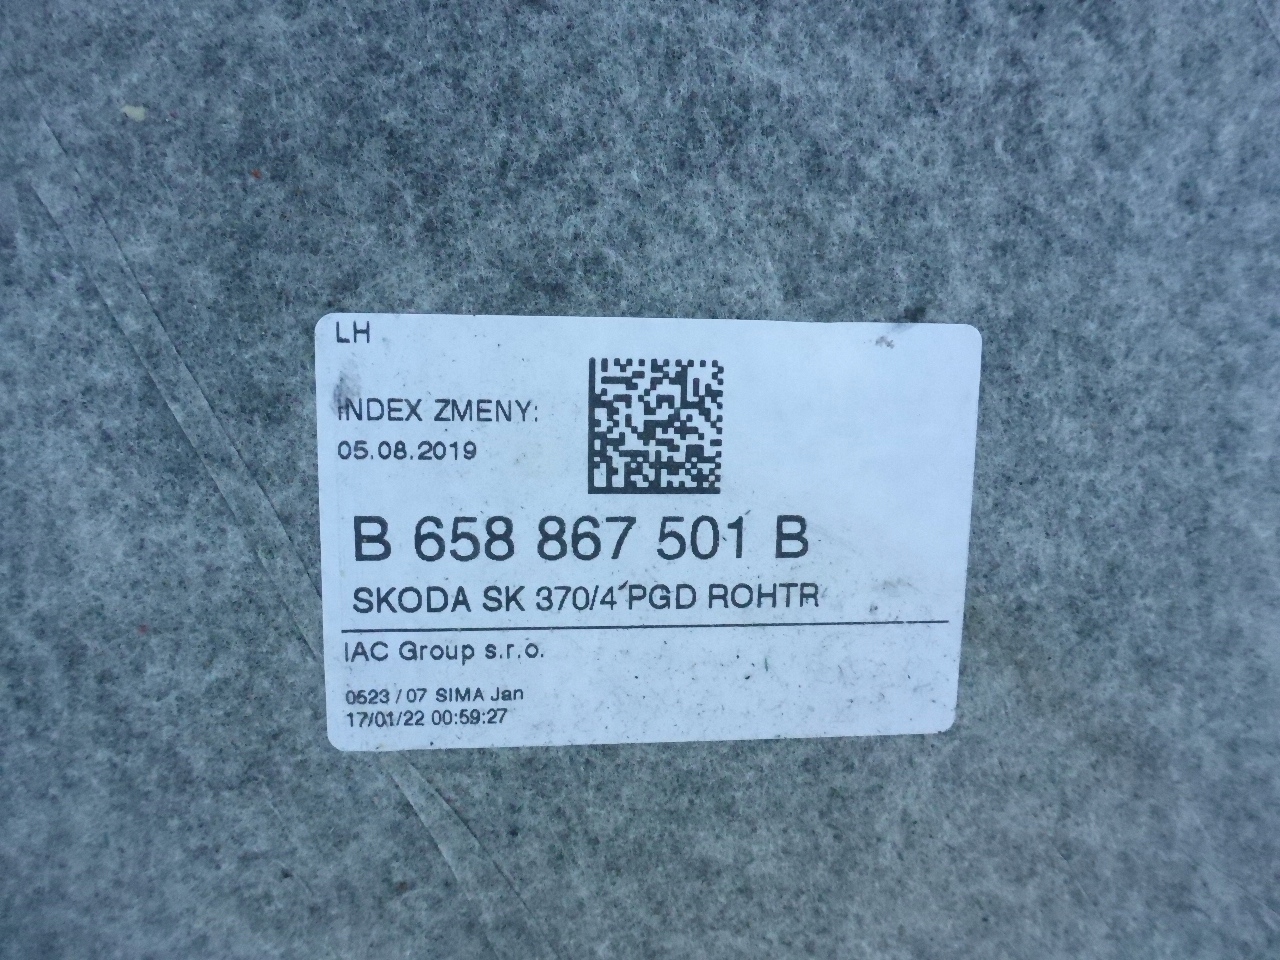 LH
INDEX ZMENY:
05.08.2019
B 658 867 501 B
SKODA SK 370/4 PGD ROHTR
IAC Group s.r.o.
0523 / 07 SIMA Jan
17/01/22 00:59:27